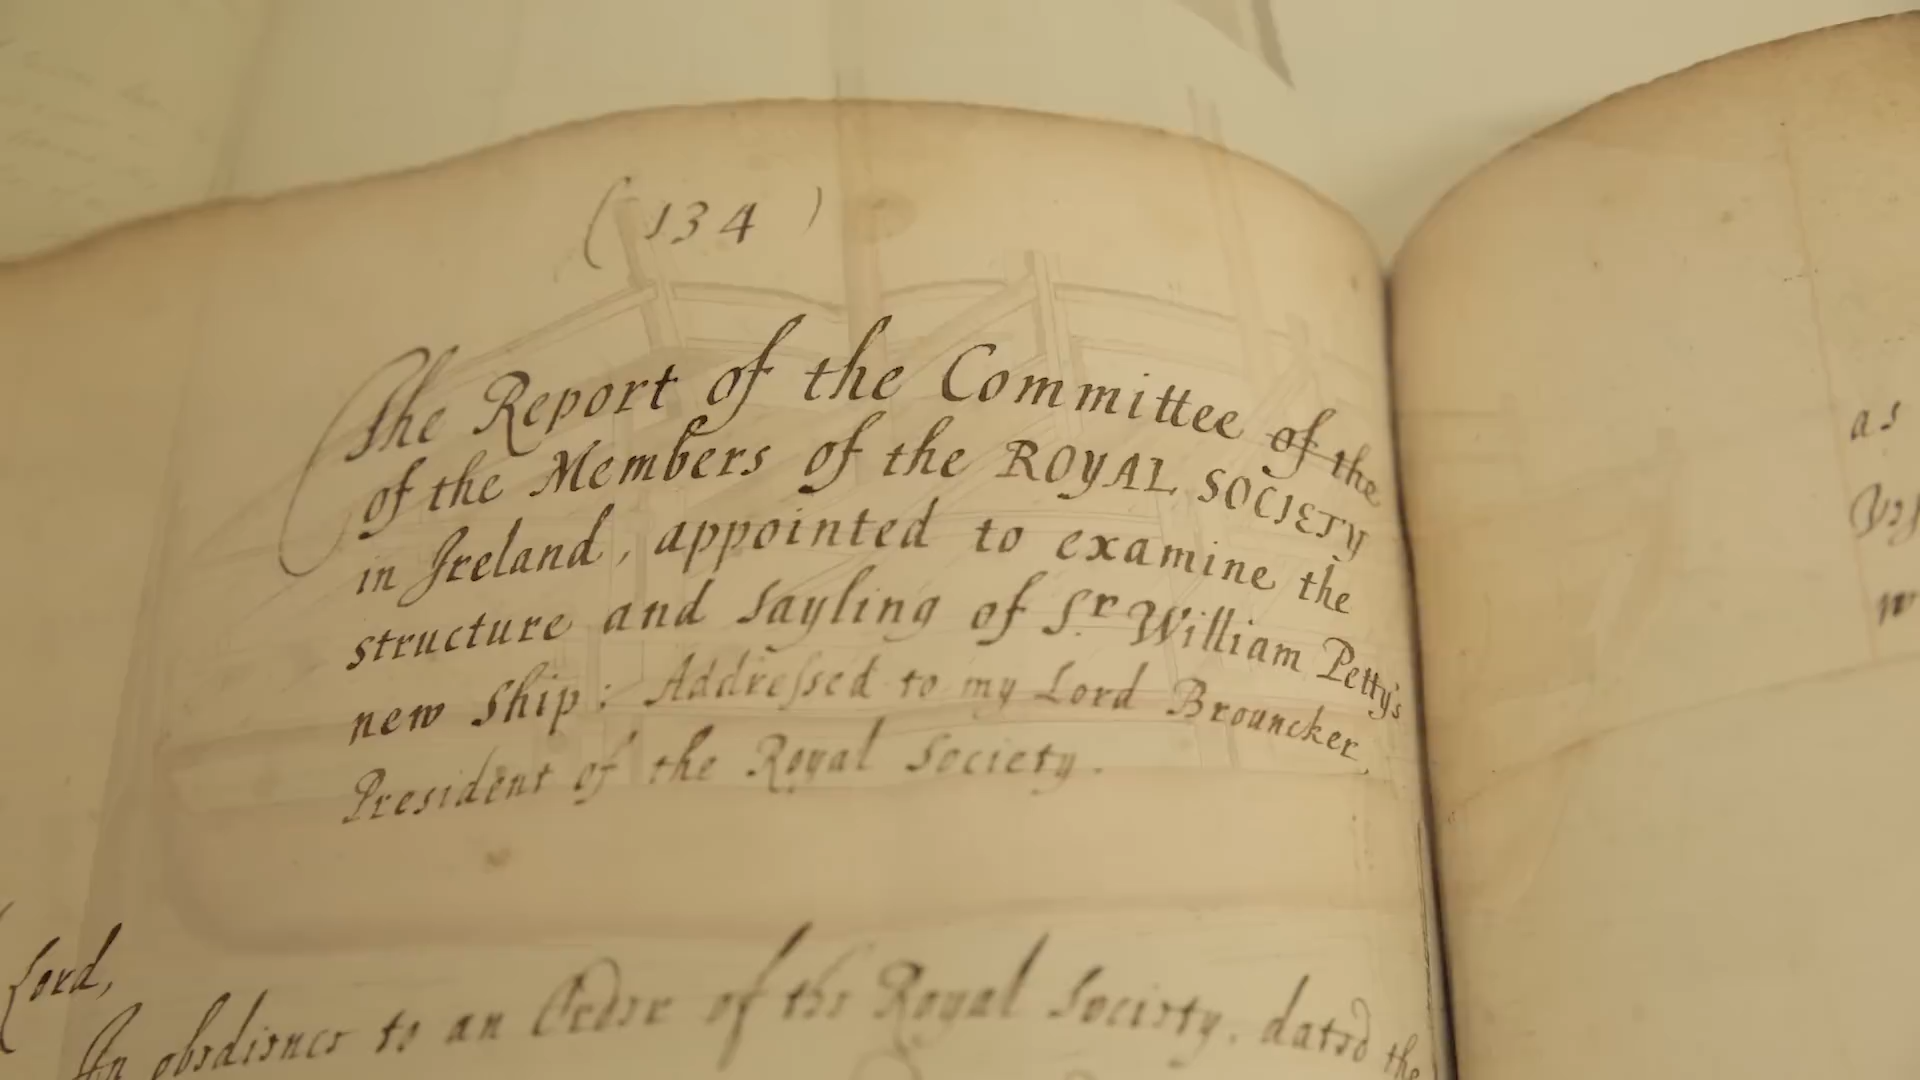 ( 134 )
The Report of the Committee of the
of the Members of the ROYAL SOCIETY
in Ireland, appointed to examine the
structure and sayling of Sr. William Petty's
new ship: Addreſsed to my Lord Brouncker,
President of the Royal Society.
Lord,
In obedience to an Order of the Royal Society, dated the
as